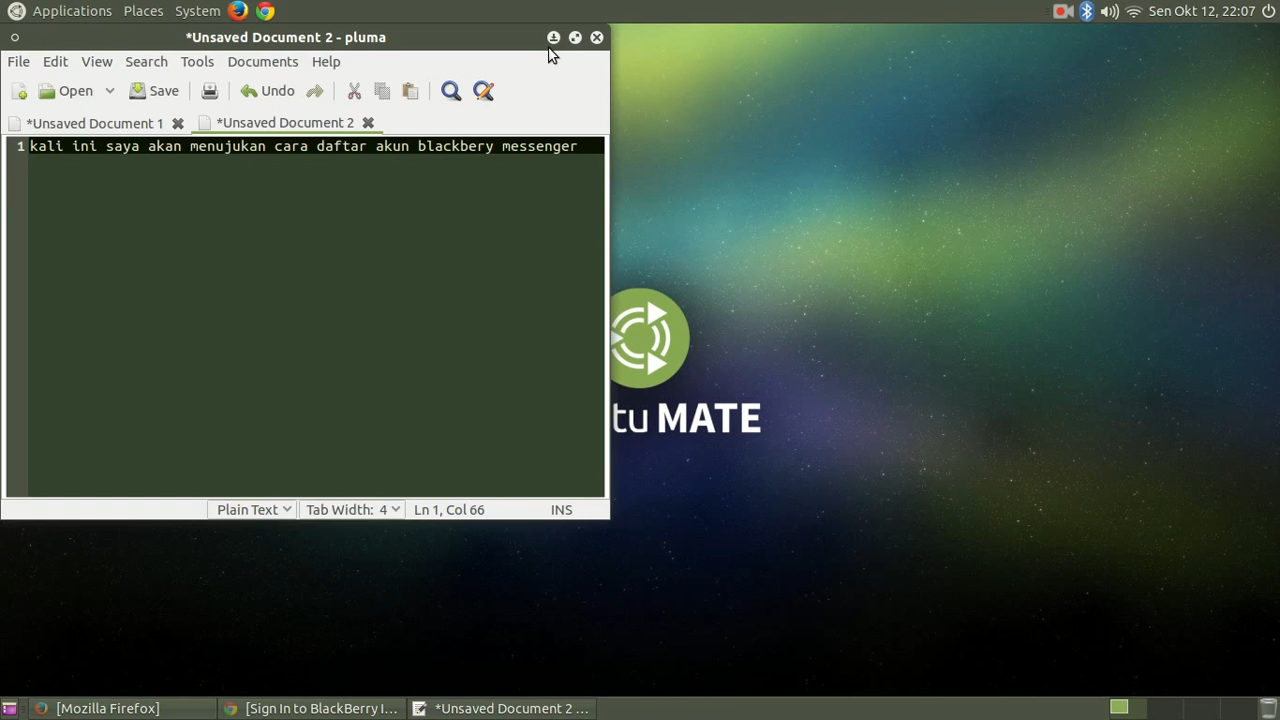 Applications Places System Sen Okt 12, 22:07
*Unsaved Document 2 - pluma
File Edit View Search Tools Documents Help
Open Save Undo
*Unsaved Document 1 *Unsaved Document 2
1 kali ini saya akan menujukan cara daftar akun blackbery messenger
tu MATE
Plain Text Tab Width: 4 Ln 1, Col 66 INS
[Mozilla Firefox] [Sign In to BlackBerry I... *Unsaved Document 2 ...